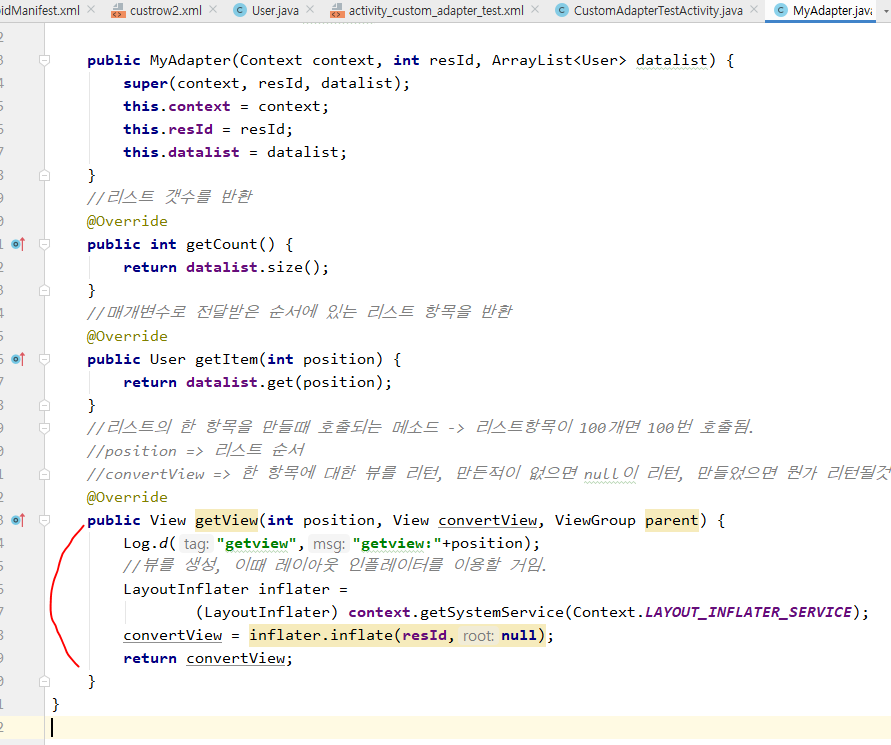 oidManifest.xml custrow2.xml User.java activity_custom_adapter_test.xml CustomAdapterTestActivity.java MyAdapter.java
2
3 public MyAdapter(Context context, int resId, ArrayList<User> datalist) {
4 super(context, resId, datalist);
5 this.context = context;
6 this.resId = resId;
7 this.datalist = datalist;
8 }
9 //리스트 갯수를 반환
0 @Override
1 public int getCount() {
2 return datalist.size();
3 }
4 //매개변수로 전달받은 순서에 있는 리스트 항목을 반환
5 @Override
6 public User getItem(int position) {
7 return datalist.get(position);
8 }
9 //리스트의 한 항목을 만들때 호출되는 메소드 -> 리스트항목이 100개면 100번 호출됨.
0 //position => 리스트 순서
1 //convertView => 한 항목에 대한 뷰를 리턴, 만든적이 없으면 null이 리턴, 만들었으면 뭔가 리턴될것
2 @Override
3 public View getView(int position, View convertView, ViewGroup parent) {
4 Log.d( tag: "getview", msg: "getview:"+position);
5 //뷰를 생성, 이때 레이아웃 인플레이터를 이용할 거임.
6 LayoutInflater inflater =
7 (LayoutInflater) context.getSystemService(Context.LAYOUT_INFLATER_SERVICE);
8 convertView = inflater.inflate(resId, root: null);
9 return convertView;
0 }
1 }
2